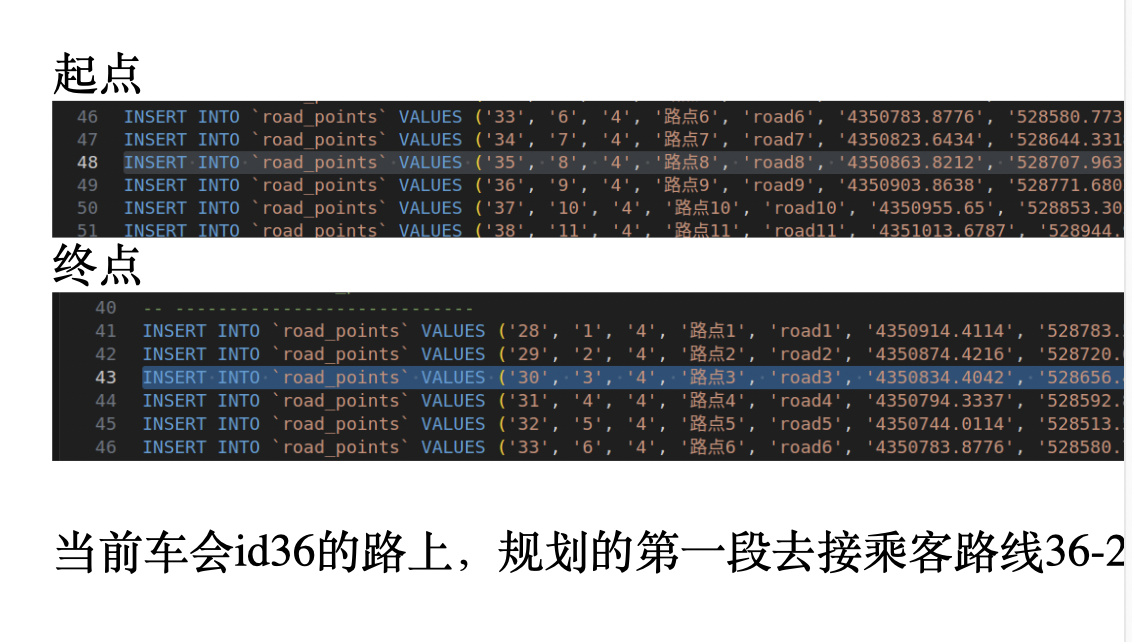 起点
46 INSERT INTO `road_points` VALUES ('33', '6', '4', '路点6', 'road6', '4350783.8776', '528580.773
47 INSERT INTO `road_points` VALUES ('34', '7', '4', '路点7', 'road7', '4350823.6434', '528644.331
48 INSERT INTO `road_points` VALUES ('35', '8', '4', '路点8', 'road8', '4350863.8212', '528707.963
49 INSERT INTO `road_points` VALUES ('36', '9', '4', '路点9', 'road9', '4350903.8638', '528771.680
50 INSERT INTO `road_points` VALUES ('37', '10', '4', '路点10', 'road10', '4350955.65', '528853.30
51 INSERT INTO `road_points` VALUES ('38', '11', '4', '路点11', 'road11', '4351013.6787', '528944.
终点
40 -- ----------------------------
41 INSERT INTO `road_points` VALUES ('28', '1', '4', '路点1', 'road1', '4350914.4114', '528783.
42 INSERT INTO `road_points` VALUES ('29', '2', '4', '路点2', 'road2', '4350874.4216', '528720.
43 INSERT INTO `road_points` VALUES ('30', '3', '4', '路点3', 'road3', '4350834.4042', '528656.
44 INSERT INTO `road_points` VALUES ('31', '4', '4', '路点4', 'road4', '4350794.3337', '528592.
45 INSERT INTO `road_points` VALUES ('32', '5', '4', '路点5', 'road5', '4350744.0114', '528513.
46 INSERT INTO `road_points` VALUES ('33', '6', '4', '路点6', 'road6', '4350783.8776', '528580.
当前车会id36的路上，规划的第一段去接乘客路线36-2